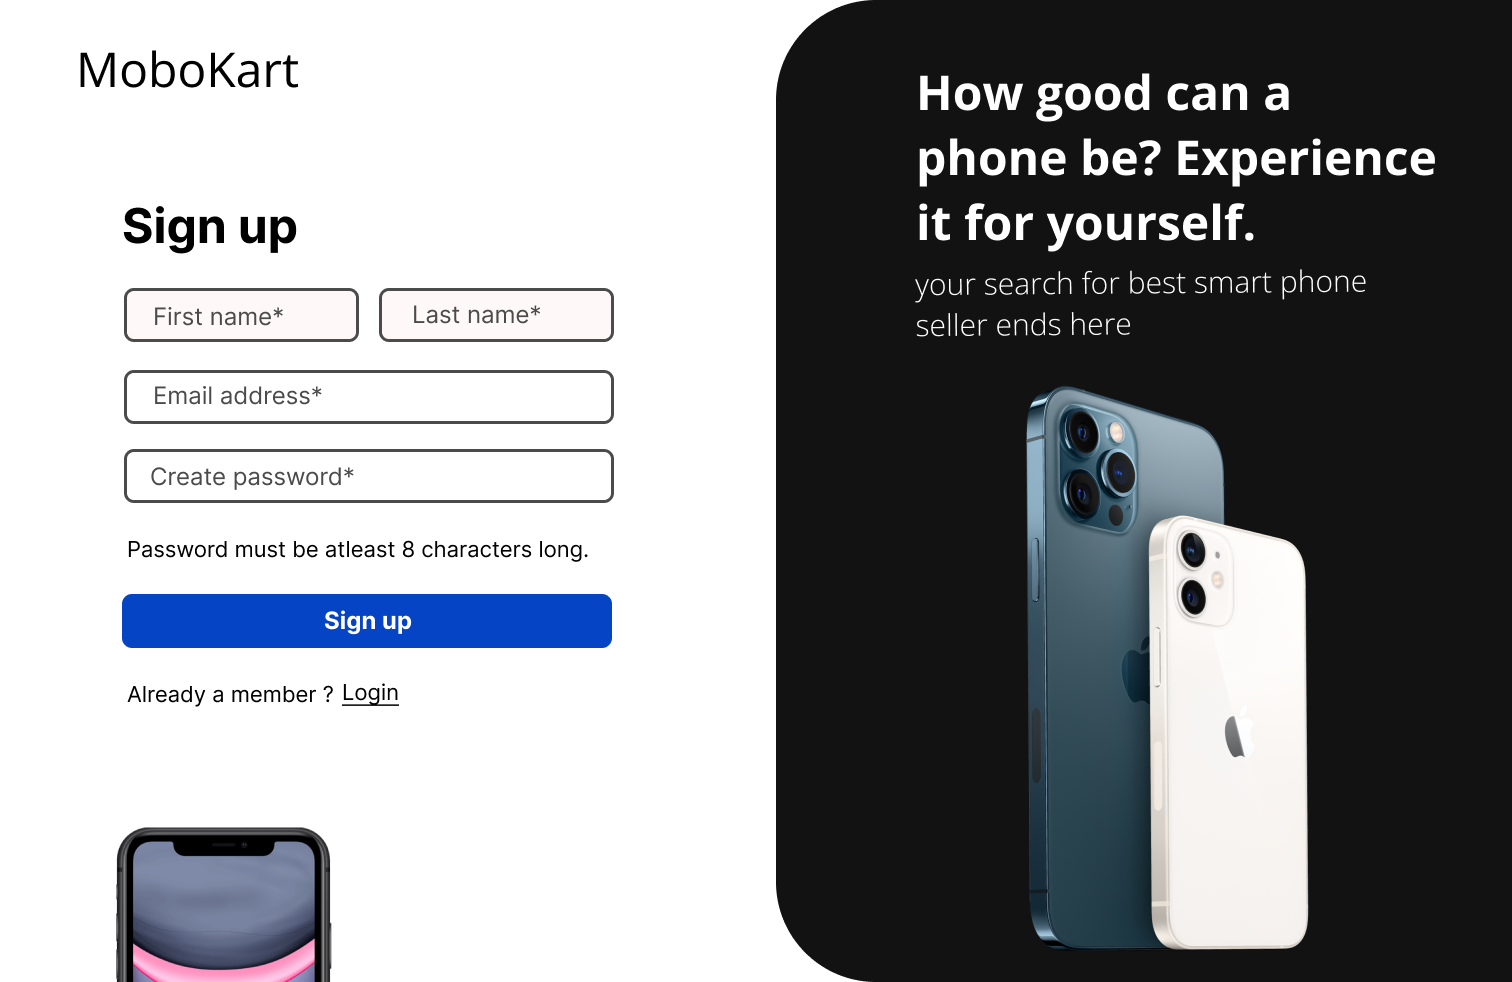 MoboKart
Sign up
First name*
Last name*
Email address*
Create password*
Password must be atleast 8 characters long.
Sign up
Already a member ? Login
How good can a
phone be? Experience
it for yourself.
your search for best smart phone
seller ends here